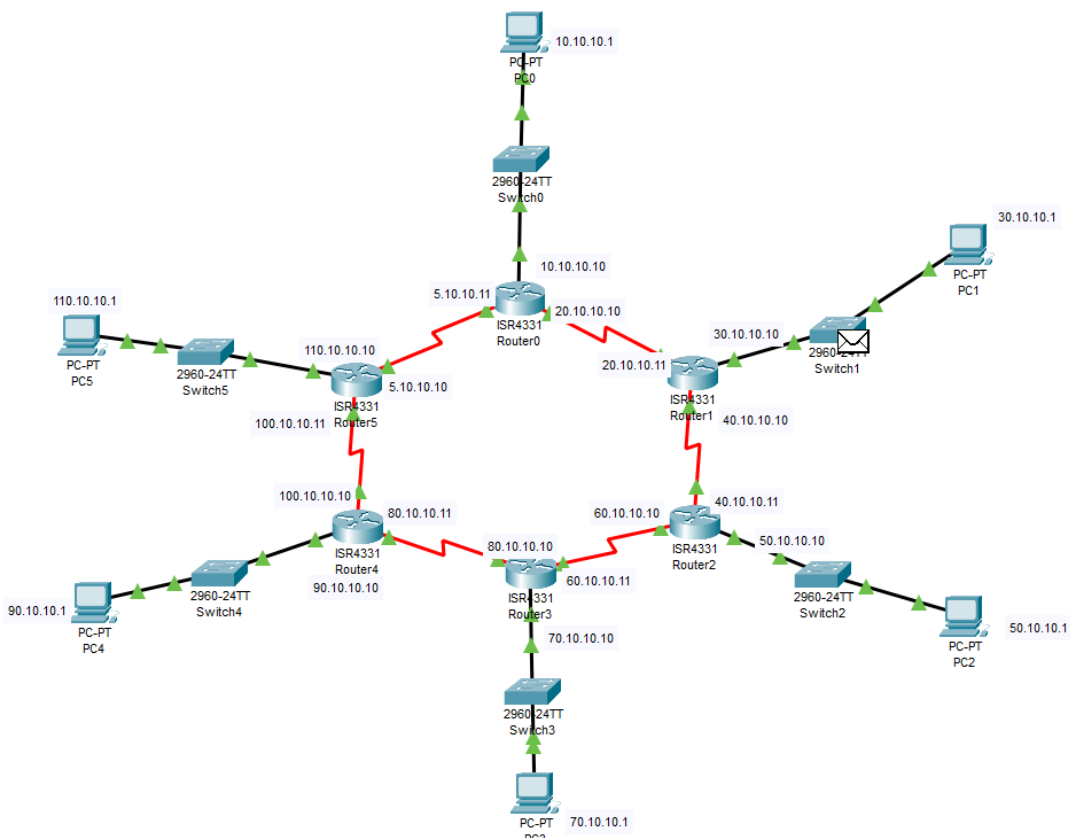 10.10.10.1
PC-PT
PC0
2960-24TT
Switch0
10.10.10.10
5.10.10.11
20.10.10.10
ISR4331
Router0
30.10.10.1
PC-PT
PC1
30.10.10.10
2960-24TT
Switch1
20.10.10.11
ISR4331
Router1
40.10.10.10
110.10.10.1
PC-PT
PC5
2960-24TT
Switch5
110.10.10.10
5.10.10.10
ISR4331
Router5
100.10.10.11
100.10.10.10
80.10.10.11
ISR4331
Router4
90.10.10.10
2960-24TT
Switch4
90.10.10.1
PC-PT
PC4
80.10.10.10
60.10.10.11
ISR4331
Router3
70.10.10.10
60.10.10.10
40.10.10.11
ISR4331
Router2
50.10.10.10
2960-24TT
Switch2
PC-PT
PC2
50.10.10.1
2960-24TT
Switch3
PC-PT
PC3
70.10.10.1